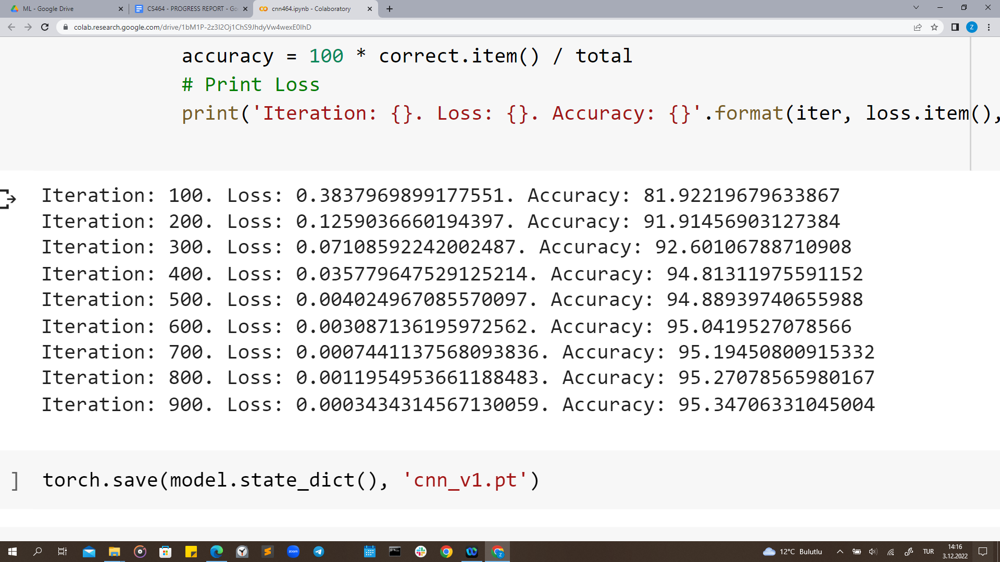 ML - Google Drive
CS464 - PROGRESS REPORT - Go
cnn464.ipynb - Colaboratory
colab.research.google.com/drive/1bM1P-2z3I2Oj1ChS9JhdyVw4wexE0IhD
Z
accuracy = 100 * correct.item() / total
# Print Loss
print('Iteration: {}. Loss: {}. Accuracy: {}'.format(iter, loss.item(),
Iteration: 100. Loss: 0.3837969899177551. Accuracy: 81.92219679633867
Iteration: 200. Loss: 0.1259036660194397. Accuracy: 91.91456903127384
Iteration: 300. Loss: 0.07108592242002487. Accuracy: 92.60106788710908
Iteration: 400. Loss: 0.035779647529125214. Accuracy: 94.81311975591152
Iteration: 500. Loss: 0.004024967085570097. Accuracy: 94.88939740655988
Iteration: 600. Loss: 0.003087136195972562. Accuracy: 95.0419527078566
Iteration: 700. Loss: 0.0007441137568093836. Accuracy: 95.19450800915332
Iteration: 800. Loss: 0.0011954953661188483. Accuracy: 95.27078565980167
Iteration: 900. Loss: 0.0003434314567130059. Accuracy: 95.34706331045004
] torch.save(model.state_dict(), 'cnn_v1.pt')
zoom
Z
12°C Bulutlu
TUR
14:16
3.12.2022